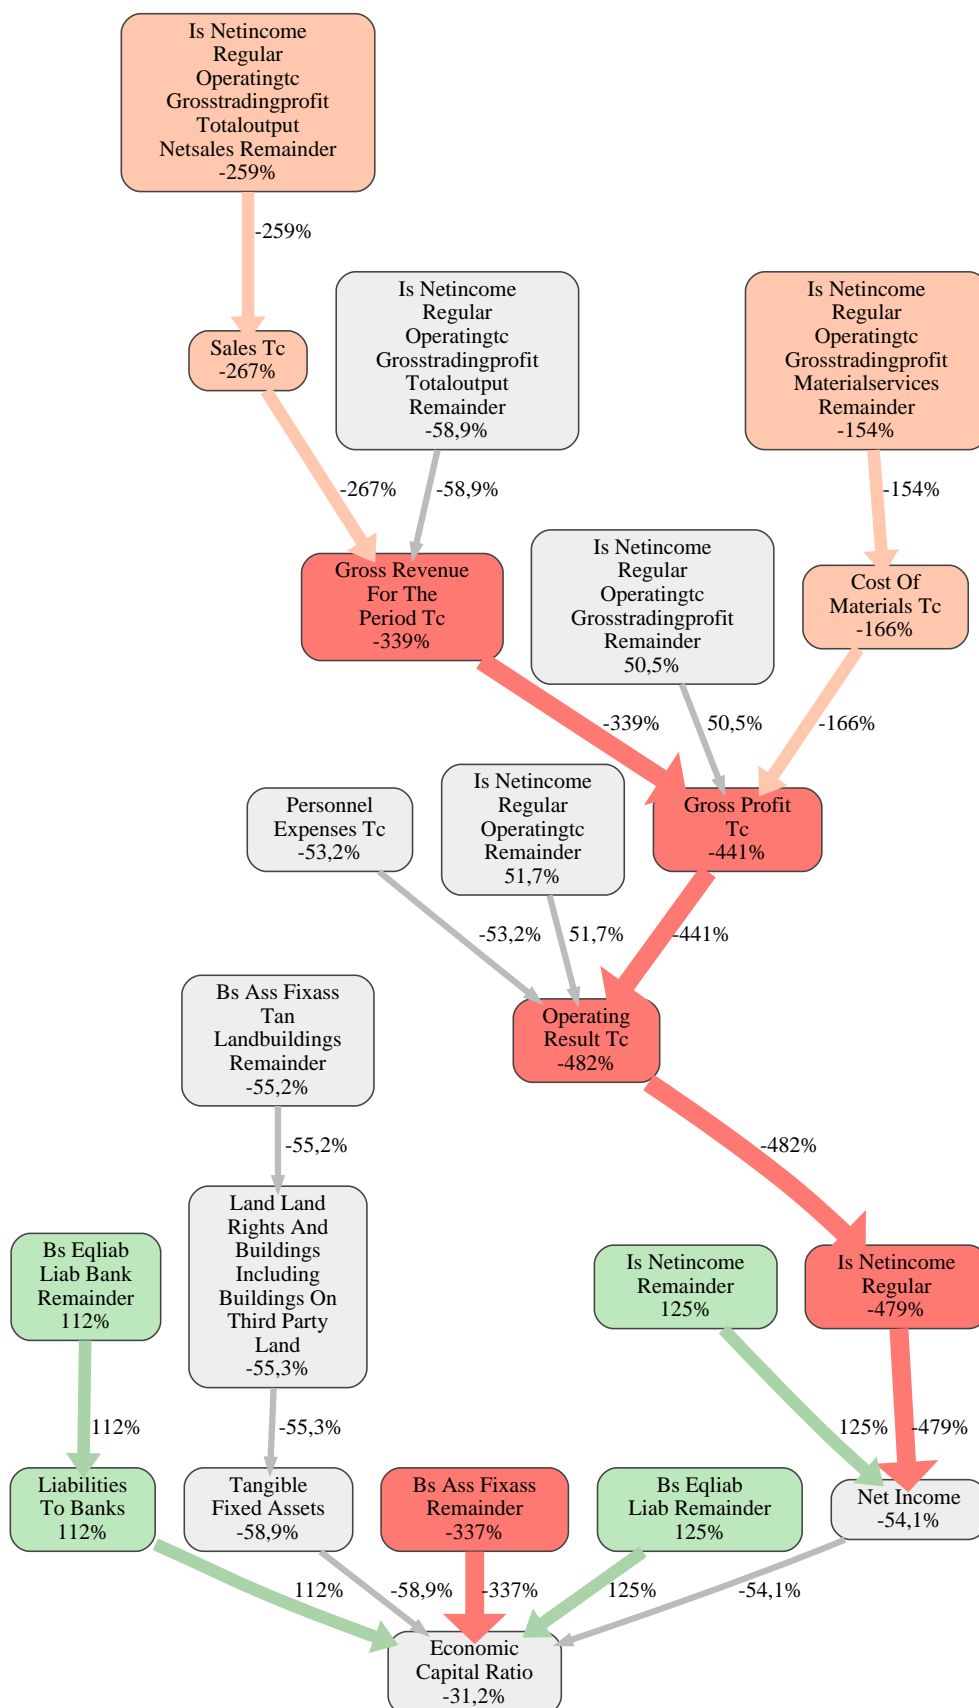 Is Netincome
Regular
Operatingtc
Grosstradingprofit
Totaloutput
Netsales Remainder
-259%
-259%
Sales Tc
-267%
Is Netincome
Regular
Operatingtc
Grosstradingprofit
Totaloutput
Remainder
-58,9%
Is Netincome
Regular
Operatingtc
Grosstradingprofit
Materialservices
Remainder
-154%
-267%
-58,9%
-154%
Gross Revenue
For The
Period Tc
-339%
Is Netincome
Regular
Operatingtc
Grosstradingprofit
Remainder
50,5%
Cost Of
Materials Tc
-166%
-339%
50,5%
-166%
Personnel
Expenses Tc
-53,2%
Is Netincome
Regular
Operatingtc
Remainder
51,7%
Gross Profit
Tc
-441%
-53,2%
51,7%
-441%
Bs Ass Fixass
Tan
Landbuildings
Remainder
-55,2%
Operating
Result Tc
-482%
-55,2%
-482%
Bs Eqliab
Liab Bank
Remainder
112%
Land Land
Rights And
Buildings
Including
Buildings On
Third Party
Land
-55,3%
Is Netincome
Remainder
125%
Is Netincome
Regular
-479%
112%
-55,3%
125%
-479%
Liabilities
To Banks
112%
Tangible
Fixed Assets
-58,9%
Bs Ass Fixass
Remainder
-337%
Bs Eqliab
Liab Remainder
125%
Net Income
-54,1%
112%
-58,9%
-337%
125%
-54,1%
Economic
Capital Ratio
-31,2%